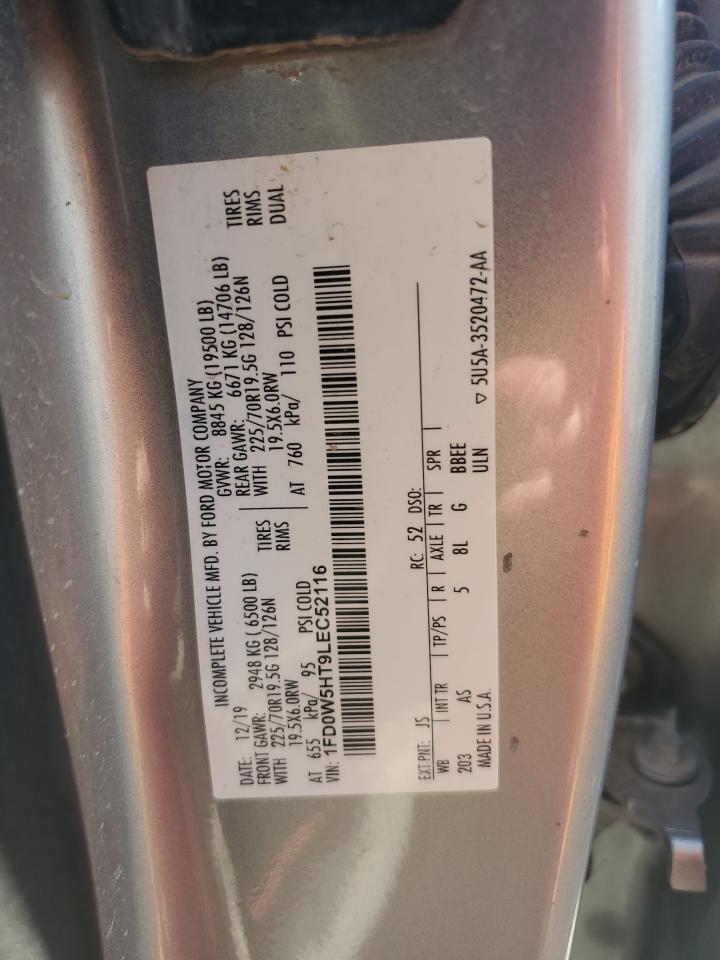 INCOMPLETE VEHICLE MFD. BY FORD MOTOR COMPANY
DATE: 12/19 GVWR: 8845 KG (19500 LB)
FRONT GAWR: 2948 KG ( 6500 LB) REAR GAWR: 6671 KG (14706 LB)
WITH 225/70R19.5G 128/126N TIRES WITH 225/70R19.5G 128/126N TIRES
19.5X6.0RW RIMS 19.5X6.0RW RIMS
AT 655 kPa/ 95 PSI COLD AT 760 kPa/ 110 PSI COLD DUAL
VIN: 1FD0W5HT9LEC52116
EXT PNT: JS RC: 52 DSO:
WB INT TR TP/PS R AXLE TR SPR
203 AS 5 8L G BBEE
MADE IN U.S.A. ULN
▽ 5U5A-3520472-AA